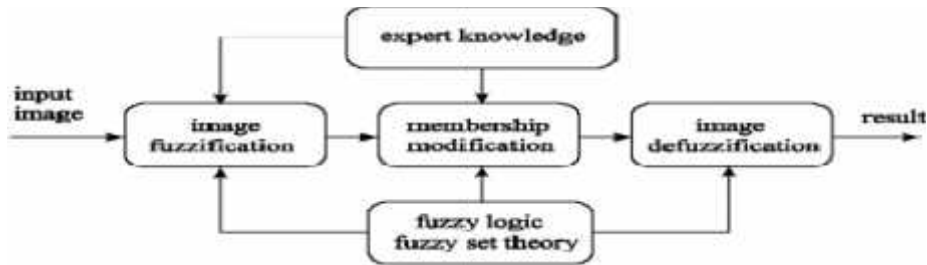 expert knowledge
input
image
image
fuzzification
membership
modification
image
defuzzification
result
fuzzy logic
fuzzy set theory